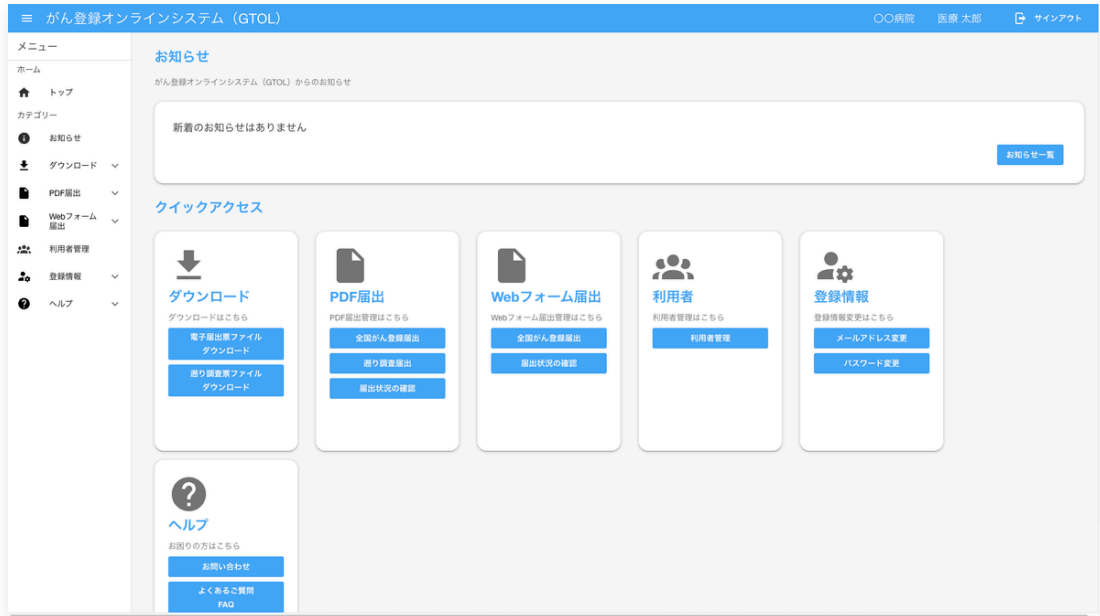 がん登録オンラインシステム（GTOL）
〇〇病院 医療 太郎 サインアウト
メニュー
ホーム
トップ
カテゴリー
お知らせ
ダウンロード
PDF届出
Webフォーム
届出
利用者管理
登録情報
ヘルプ
お知らせ
がん登録オンラインシステム（GTOL）からのお知らせ
新着のお知らせはありません
お知らせ一覧
クイックアクセス
ダウンロード
ダウンロードはこちら
電子届出票ファイル
ダウンロード
遡り調査票ファイル
ダウンロード
PDF届出
PDF届出管理はこちら
全国がん登録届出
遡り調査届出
届出状況の確認
Webフォーム届出
Webフォーム届出管理はこちら
全国がん登録届出
届出状況の確認
利用者
利用者管理はこちら
利用者管理
登録情報
登録情報変更はこちら
メールアドレス変更
パスワード変更
ヘルプ
お困りの方はこちら
お問い合わせ
よくあるご質問
FAQ